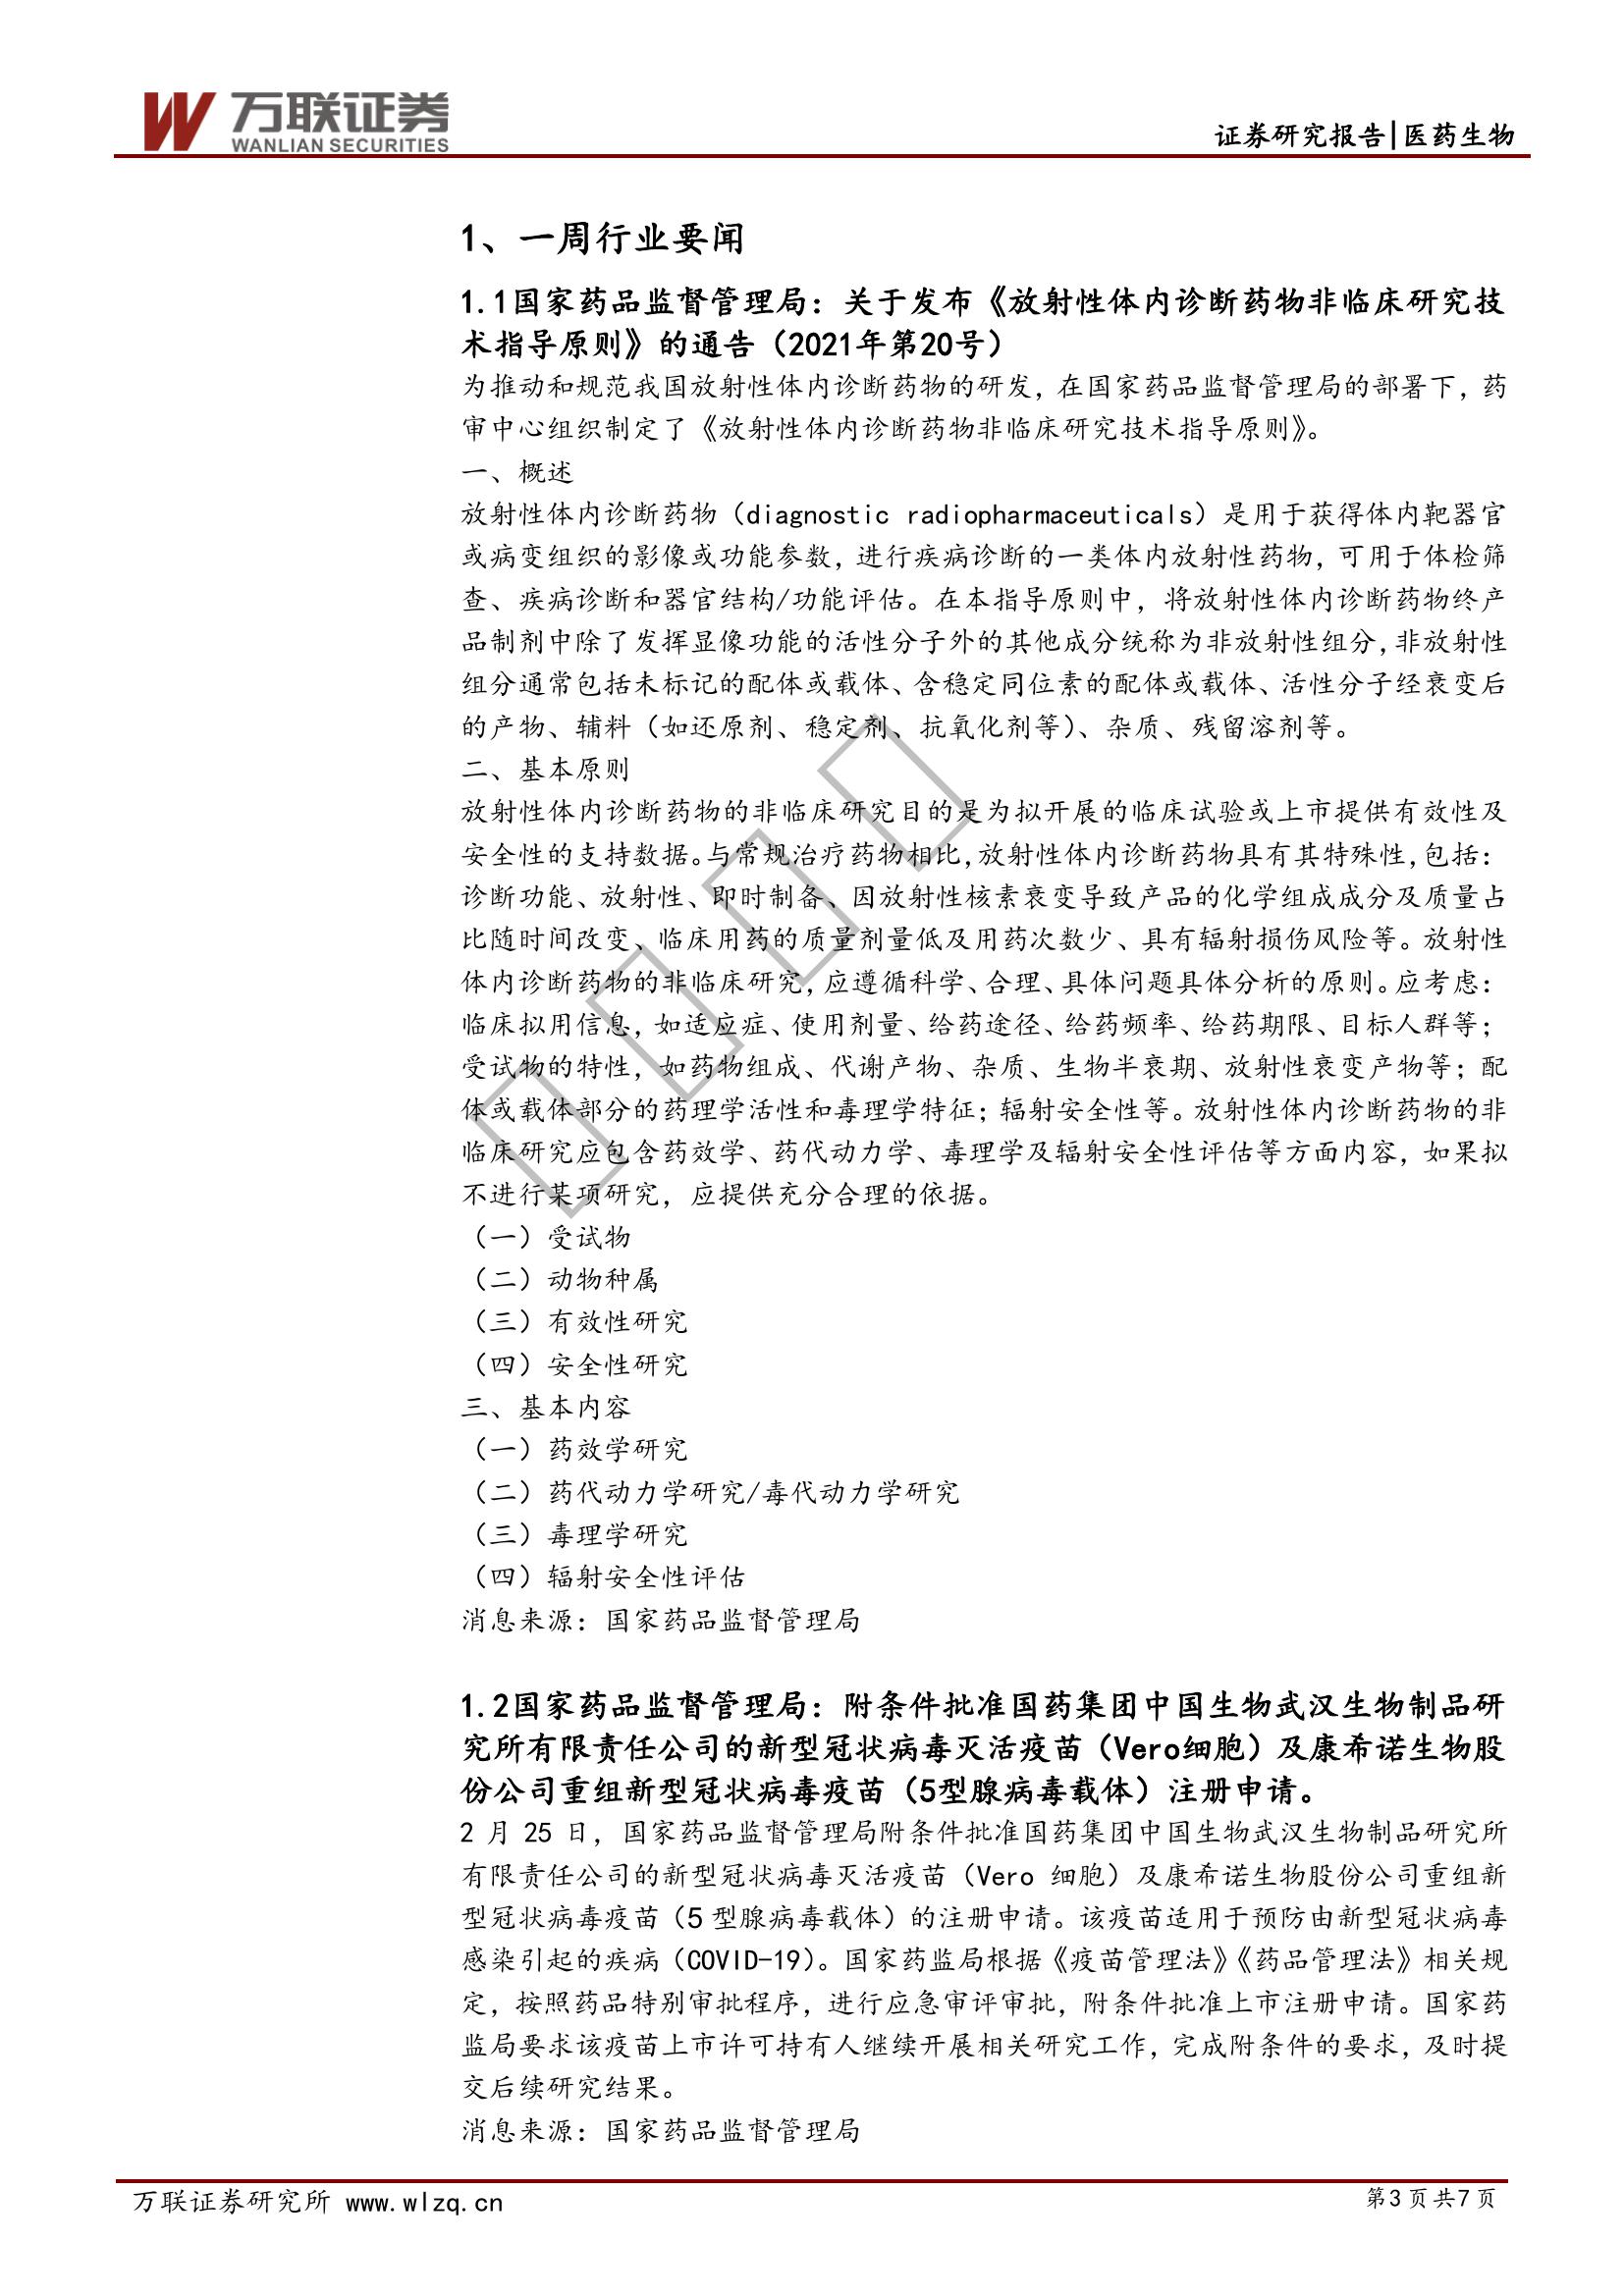 万联证券
WANLIAN SECURITIES
证券研究报告|医药生物
1、一周行业要闻
1.1国家药品监督管理局：关于发布《放射性体内诊断药物非临床研究技
术指导原则》的通告（2021年第20号）
为推动和规范我国放射性体内诊断药物的研发，在国家药品监督管理局的部署下，药
审中心组织制定了《放射性体内诊断药物非临床研究技术指导原则》。
一、概述
放射性体内诊断药物（diagnostic radiopharmaceuticals）是用于获得体内靶器官
或病变组织的影像或功能参数，进行疾病诊断的一类体内放射性药物，可用于体检筛
查、疾病诊断和器官结构/功能评估。在本指导原则中，将放射性体内诊断药物终产
品制剂中除了发挥显像功能的活性分子外的其他成分统称为非放射性组分，非放射性
组分通常包括未标记的配体或载体、含稳定同位素的配体或载体、活性分子经衰变后
的产物、辅料（如还原剂、稳定剂、抗氧化剂等）、杂质、残留溶剂等。
二、基本原则
放射性体内诊断药物的非临床研究目的是为拟开展的临床试验或上市提供有效性及
安全性的支持数据。与常规治疗药物相比，放射性体内诊断药物具有其特殊性，包括：
诊断功能、放射性、即时制备、因放射性核素衰变导致产品的化学组成成分及质量占
比随时间改变、临床用药的质量剂量低及用药次数少、具有辐射损伤风险等。放射性
体内诊断药物的非临床研究，应遵循科学、合理、具体问题具体分析的原则。应考虑：
临床拟用信息，如适应症、使用剂量、给药途径、给药频率、给药期限、目标人群等；
受试物的特性，如药物组成、代谢产物、杂质、生物半衰期、放射性衰变产物等；配
体或载体部分的药理学活性和毒理学特征；辐射安全性等。放射性体内诊断药物的非
临床研究应包含药效学、药代动力学、毒理学及辐射安全性评估等方面内容，如果拟
不进行某项研究，应提供充分合理的依据。
（一）受试物
（二）动物种属
（三）有效性研究
（四）安全性研究
三、基本内容
（一）药效学研究
（二）药代动力学研究/毒代动力学研究
（三）毒理学研究
（四）辐射安全性评估
消息来源：国家药品监督管理局
1.2国家药品监督管理局：附条件批准国药集团中国生物武汉生物制品研
究所有限责任公司的新型冠状病毒灭活疫苗（Vero细胞）及康希诺生物股
份公司重组新型冠状病毒疫苗（5型腺病毒载体）注册申请。
2 月 25 日，国家药品监督管理局附条件批准国药集团中国生物武汉生物制品研究所
有限责任公司的新型冠状病毒灭活疫苗（Vero 细胞）及康希诺生物股份公司重组新
型冠状病毒疫苗（5 型腺病毒载体）的注册申请。该疫苗适用于预防由新型冠状病毒
感染引起的疾病（COVID-19）。国家药监局根据《疫苗管理法》《药品管理法》相关规
定，按照药品特别审批程序，进行应急审评审批，附条件批准上市注册申请。国家药
监局要求该疫苗上市许可持有人继续开展相关研究工作，完成附条件的要求，及时提
交后续研究结果。
消息来源：国家药品监督管理局
万联证券研究所 www.wlzq.cn
第3页共7页